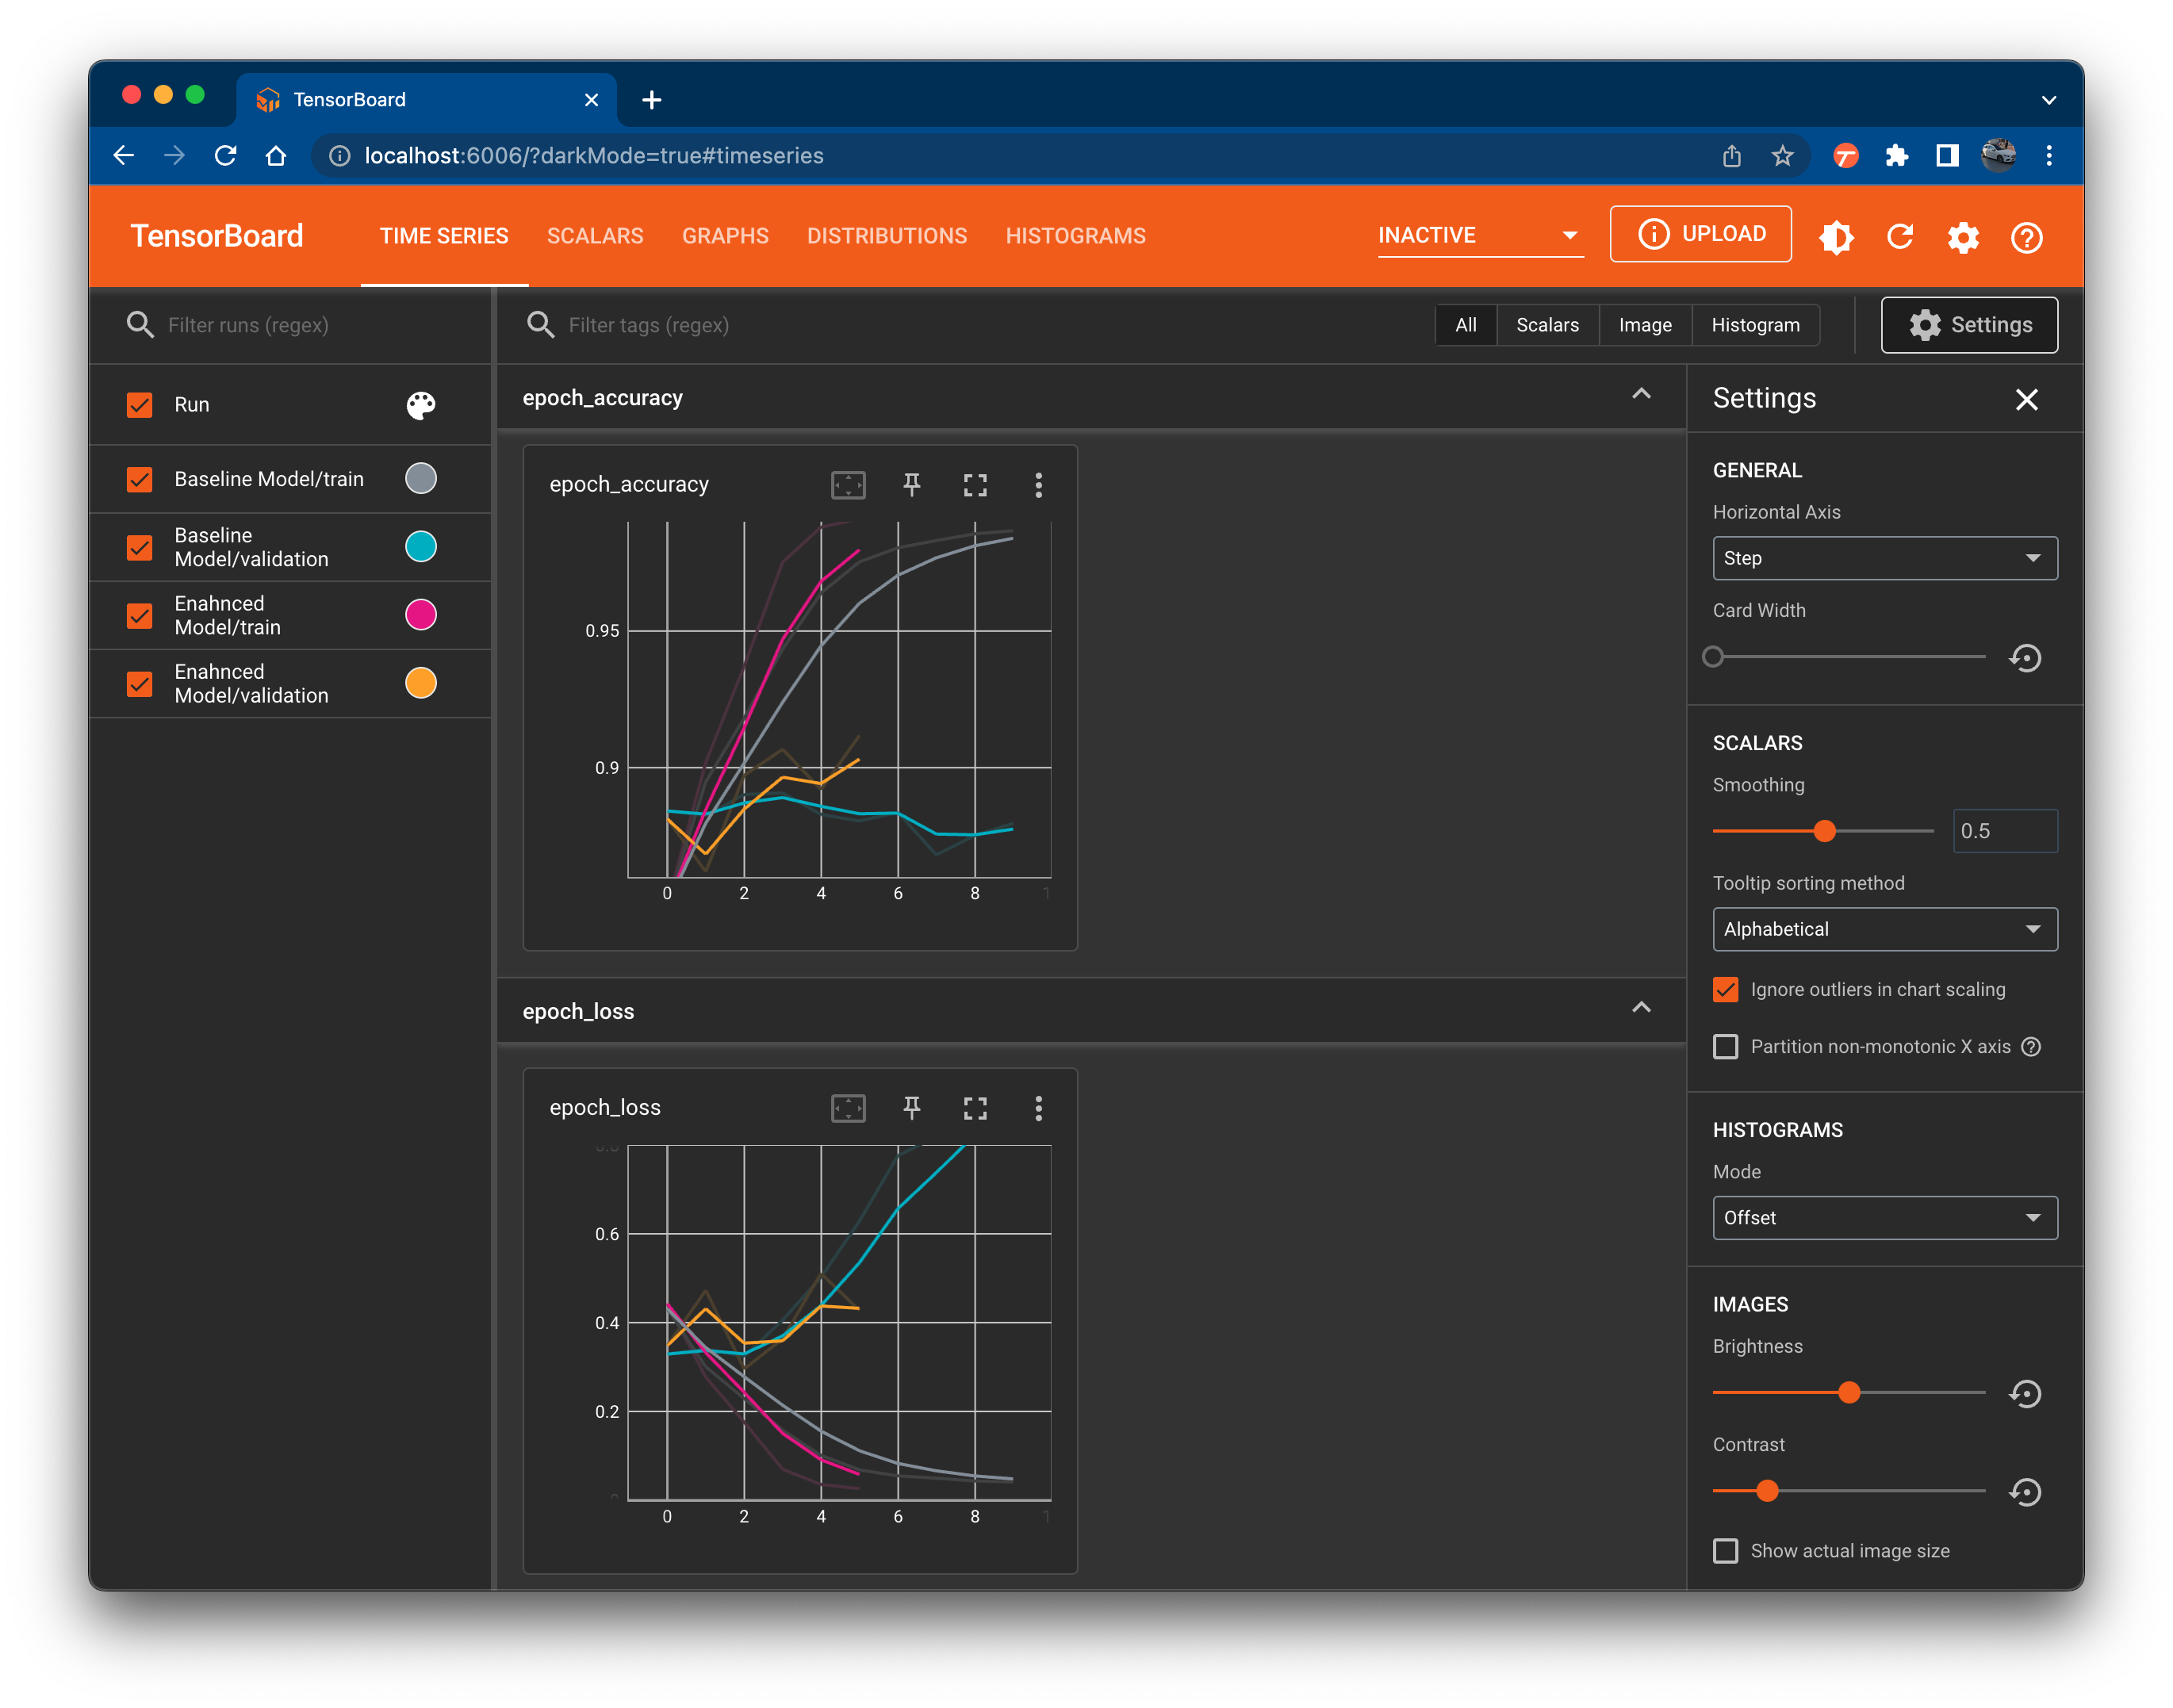 TensorBoard
localhost:6006/?darkMode=true#timeseries
TensorBoard
TIME SERIES
SCALARS
GRAPHS
DISTRIBUTIONS
HISTOGRAMS
INACTIVE
UPLOAD
Filter runs (regex)
Filter tags (regex)
All
Scalars
Image
Histogram
Settings
Run
Baseline Model/train
Baseline
Model/validation
Enahnced
Model/train
Enahnced
Model/validation
epoch_accuracy
epoch_accuracy
0.95
0.9
0 2 4 6 8
epoch_loss
epoch_loss
0.6
0.4
0.2
0 2 4 6 8
Settings
GENERAL
Horizontal Axis
Step
Card Width
SCALARS
Smoothing
0.5
Tooltip sorting method
Alphabetical
Ignore outliers in chart scaling
Partition non-monotonic X axis
HISTOGRAMS
Mode
Offset
IMAGES
Brightness
Contrast
Show actual image size